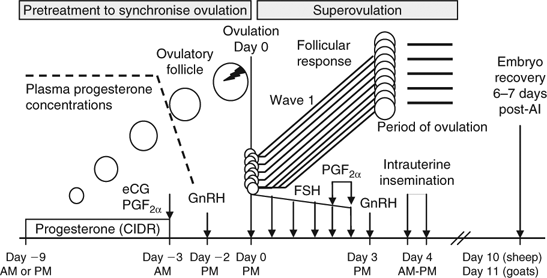 Pretreatment to synchronise ovulation
Superovulation
Ovulation
Day 0
Ovulatory
follicle
Follicular
response
Plasma progesterone
concentrations
Wave 1
Embryo
recovery
6–7 days
post-AI
Period of ovulation
eCG
PGF2α
GnRH
FSH
PGF2α
GnRH
Intrauterine
insemination
Progesterone (CIDR)
Day −9
AM or PM
Day −3
AM
Day −2
PM
Day 0
PM
Day 3
PM
Day 4
AM-PM
Day 10 (sheep)
Day 11 (goats)